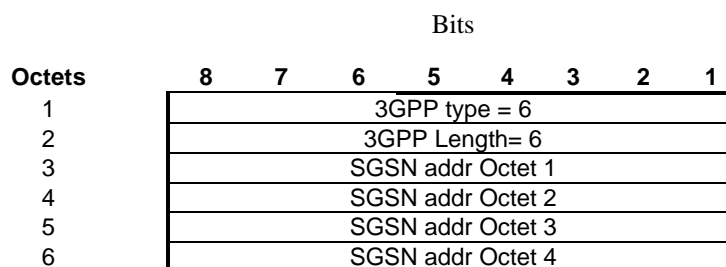 Bits
Octets 8 7 6 5 4 3 2 1
1 3GPP type = 6
2 3GPP Length= 6
3 SGSN addr Octet 1
4 SGSN addr Octet 2
5 SGSN addr Octet 3
6 SGSN addr Octet 4